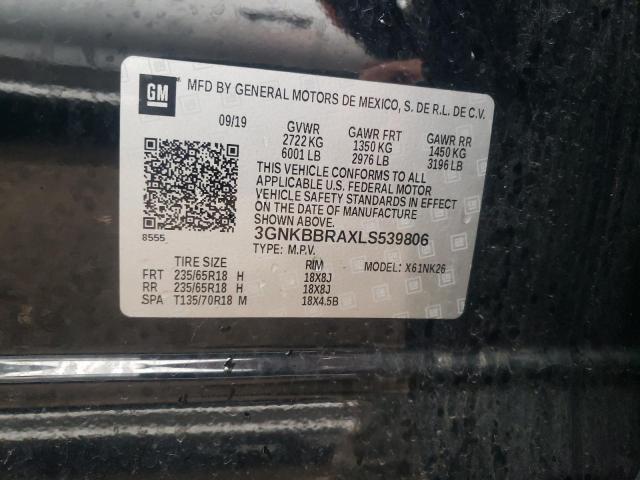 GM
MFD BY GENERAL MOTORS DE MEXICO, S. DE R.L. DE C.V.
09/19 GVWR GAWR FRT GAWR RR
2722 KG 1350 KG 1450 KG
6001 LB 2976 LB 3196 LB
THIS VEHICLE CONFORMS TO ALL
APPLICABLE U.S. FEDERAL MOTOR
VEHICLE SAFETY STANDARDS IN EFFECT
ON THE DATE OF MANUFACTURE
SHOWN ABOVE.
8555 3GNKBBRAXLS539806
TYPE: M.P.V.
TIRE SIZE RIM MODEL: X61NK26
FRT 235/65R18 H 18X8J
RR 235/65R18 H 18X8J
SPA T135/70R18 M 18X4.5B